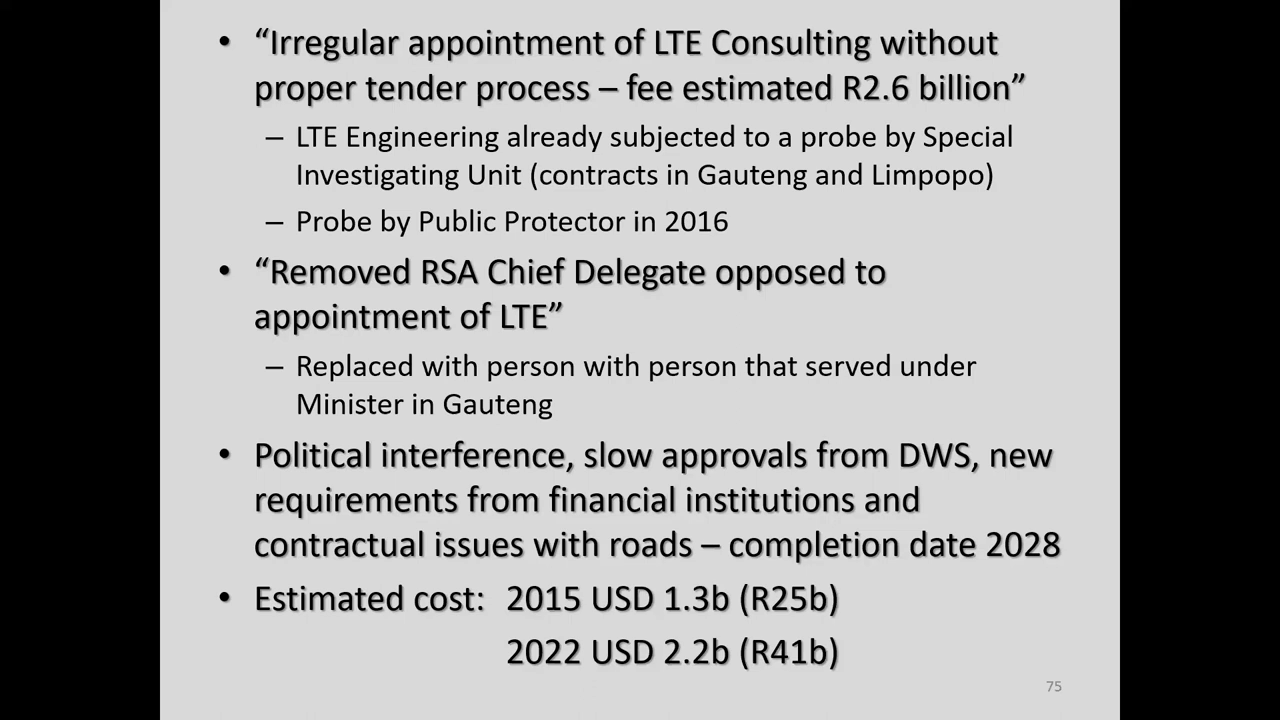 • “Irregular appointment of LTE Consulting without
proper tender process – fee estimated R2.6 billion”
– LTE Engineering already subjected to a probe by Special
Investigating Unit (contracts in Gauteng and Limpopo)
– Probe by Public Protector in 2016
• “Removed RSA Chief Delegate opposed to
appointment of LTE”
– Replaced with person with person that served under
Minister in Gauteng
• Political interference, slow approvals from DWS, new
requirements from financial institutions and
contractual issues with roads – completion date 2028
• Estimated cost: 2015 USD 1.3b (R25b)
2022 USD 2.2b (R41b)
75